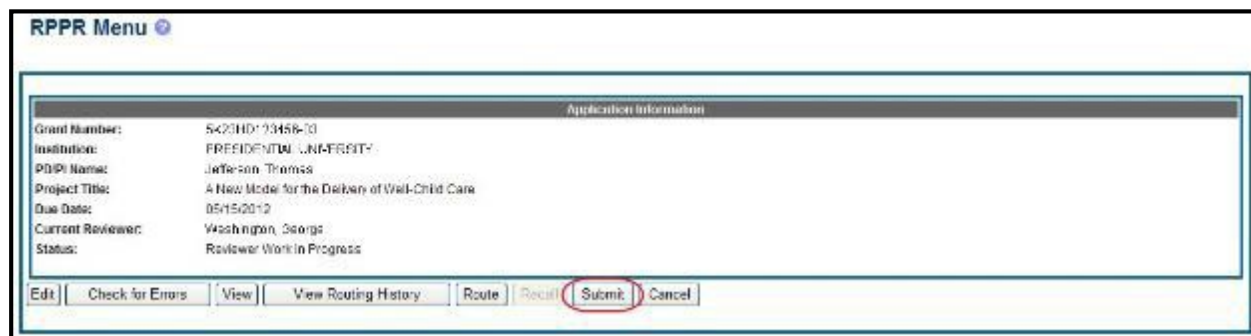 RPPR Menu ?
Application Information
Grant Number: 5K23HD123456-03
Institution: PRESIDENTIAL UNIVERSITY
PD/PI Name: Jefferson, Thomas
Project Title: A New Model for the Delivery of Well-Child Care
Due Date: 05/15/2012
Current Reviewer: Washington, George
Status: Reviewer Work in Progress
Edit Check for Errors View View Routing History Route Recall Submit Cancel